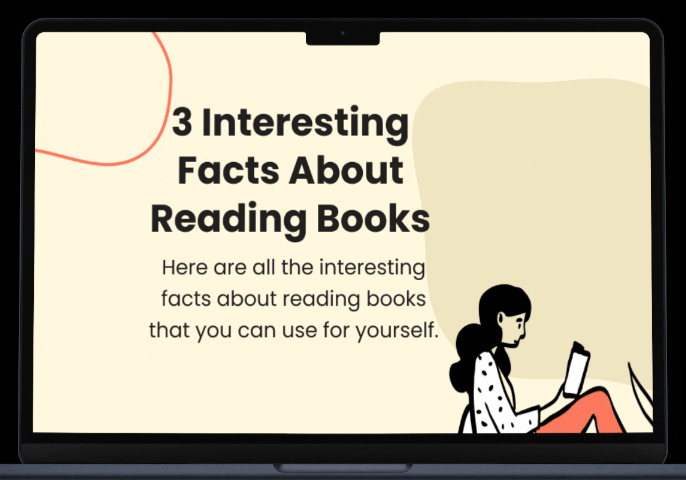 3 Interesting
Facts About
Reading Books
Here are all the interesting
facts about reading books
that you can use for yourself.